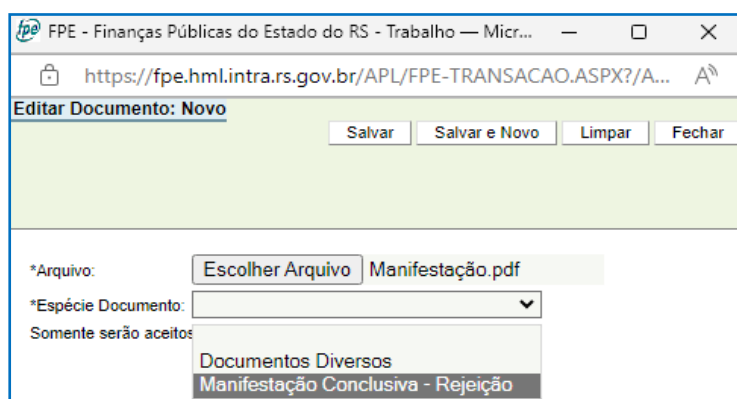 fpe FPE - Finanças Públicas do Estado do RS - Trabalho — Micr...
https://fpe.hml.intra.rs.gov.br/APL/FPE-TRANSACAO.ASPX?/A...
Editar Documento: Novo
Salvar Salvar e Novo Limpar Fechar
*Arquivo: Escolher Arquivo Manifestação.pdf
*Espécie Documento:
Somente serão aceitos
Documentos Diversos
Manifestação Conclusiva - Rejeição